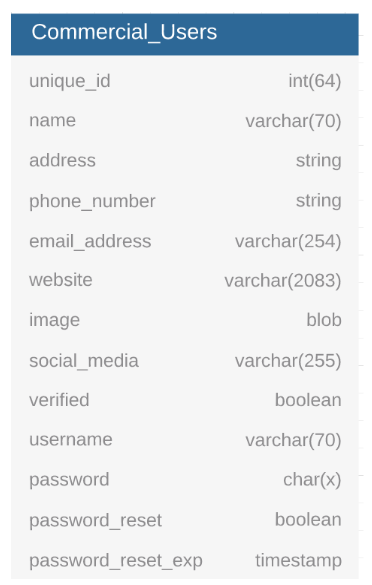 Commercial_Users
unique_id int(64)
name varchar(70)
address string
phone_number string
email_address varchar(254)
website varchar(2083)
image blob
social_media varchar(255)
verified boolean
username varchar(70)
password char(x)
password_reset boolean
password_reset_exp timestamp